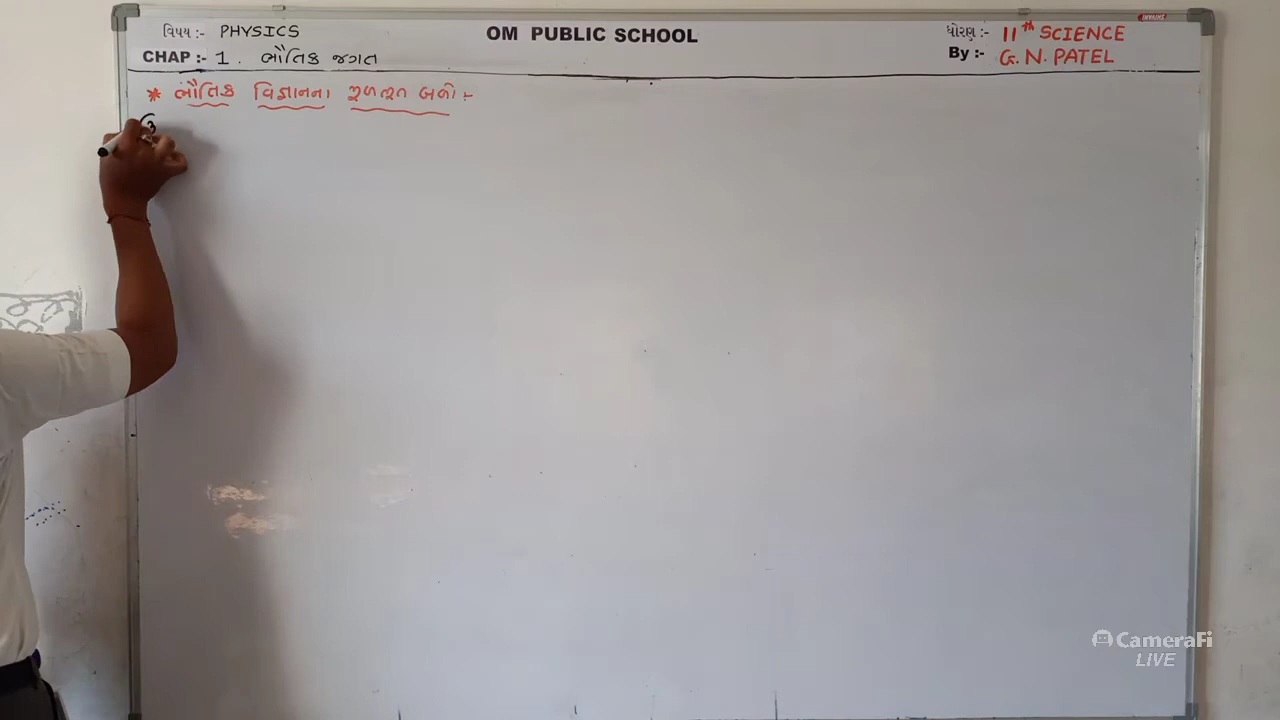 વિષય :- PHYSICS OM PUBLIC SCHOOL ધોરણ :- 11th SCIENCE
CHAP :- 1. ભૌતિક જગત By :- G. N. PATEL
* ભૌતિક વિજ્ઞાનના મૂળભૂત બળો :-
CameraFi
LIVE